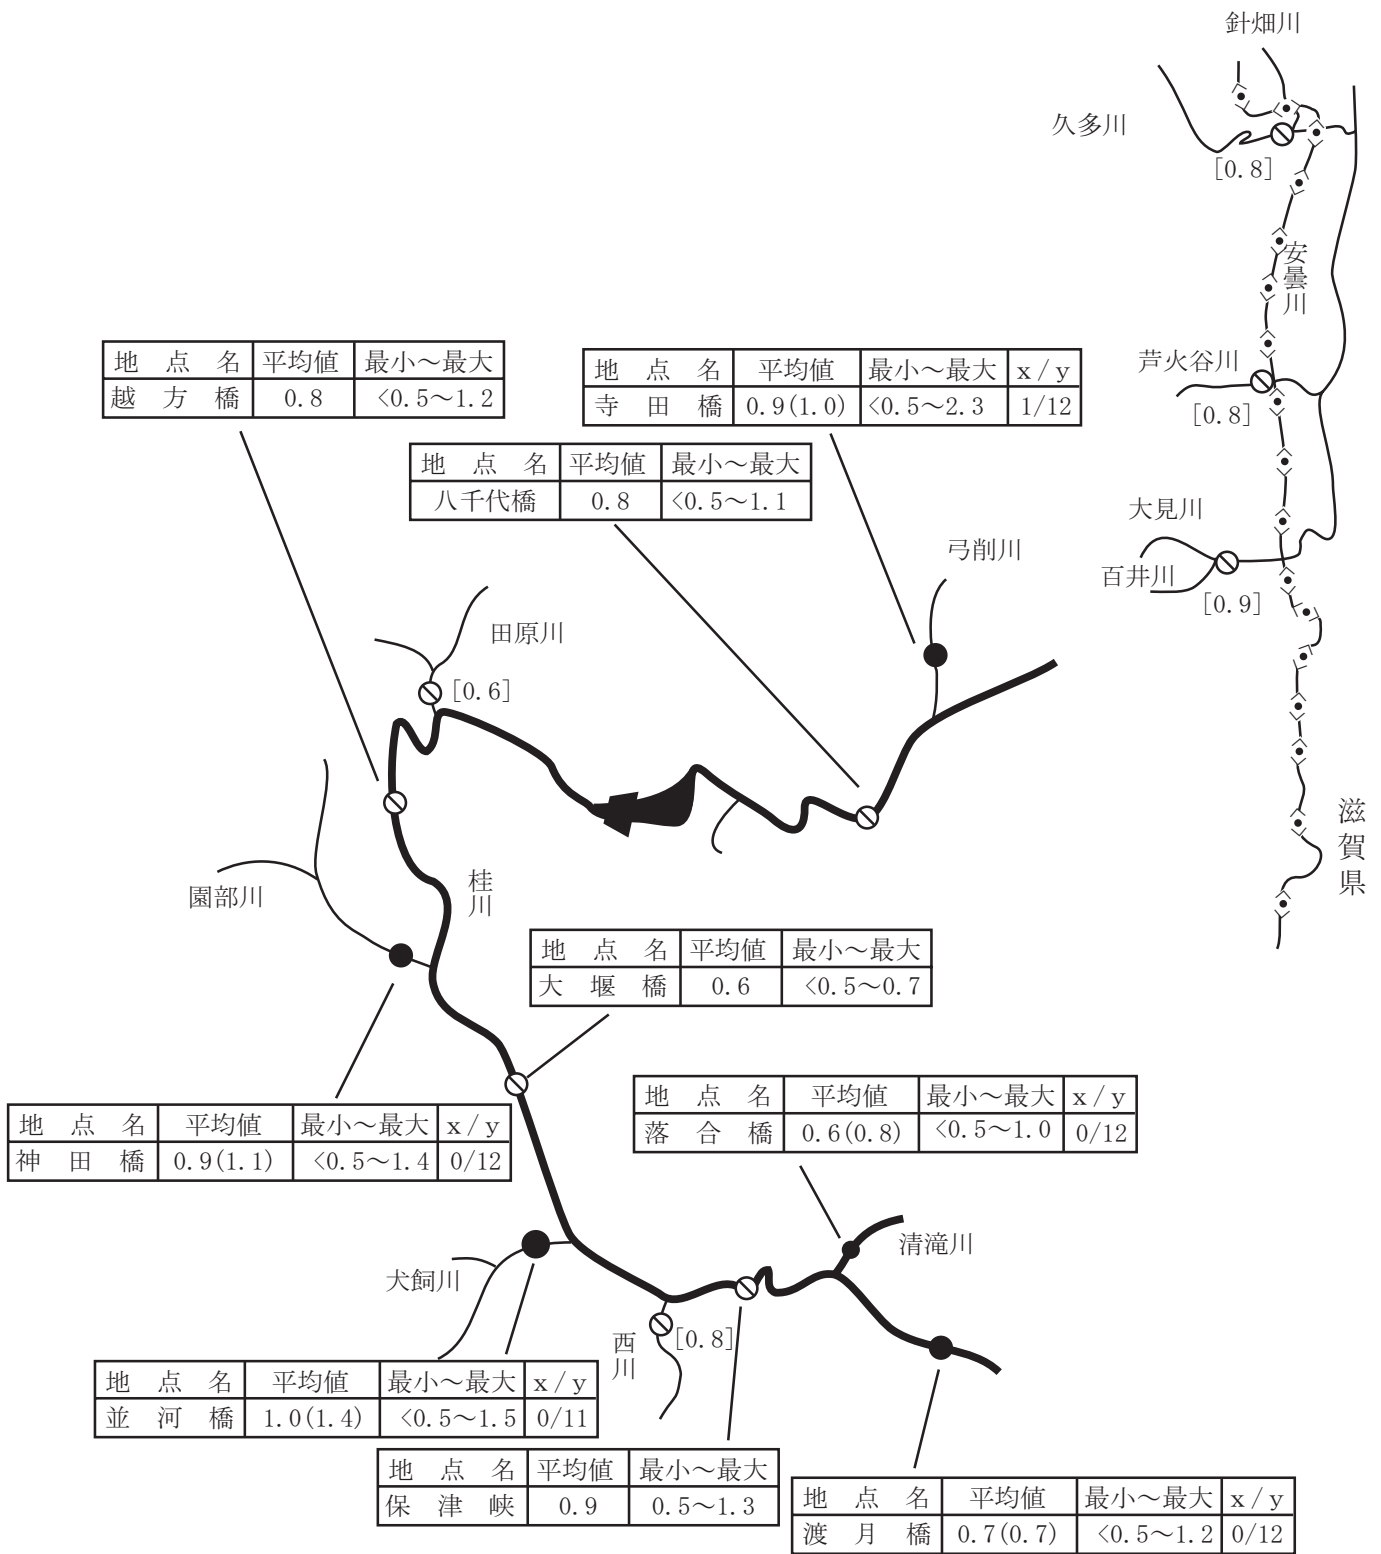 針畑川
久多川
[0.8]
安曇川
芦火谷川
[0.8]
大見川
百井川
[0.9]
滋賀県
地点名 平均値 最小～最大
越方橋 0.8 <0.5～1.2
地点名 平均値 最小～最大 x/y
寺田橋 0.9(1.0) <0.5～2.3 1/12
地点名 平均値 最小～最大
八千代橋 0.8 <0.5～1.1
弓削川
田原川
[0.6]
園部川
桂川
地点名 平均値 最小～最大
大堰橋 0.6 <0.5～0.7
地点名 平均値 最小～最大 x/y
神田橋 0.9(1.1) <0.5～1.4 0/12
地点名 平均値 最小～最大 x/y
落合橋 0.6(0.8) <0.5～1.0 0/12
清滝川
犬飼川
西川
[0.8]
地点名 平均値 最小～最大 x/y
並河橋 1.0(1.4) <0.5～1.5 0/11
地点名 平均値 最小～最大
保津峡 0.9 0.5～1.3
地点名 平均値 最小～最大 x/y
渡月橋 0.7(0.7) <0.5～1.2 0/12